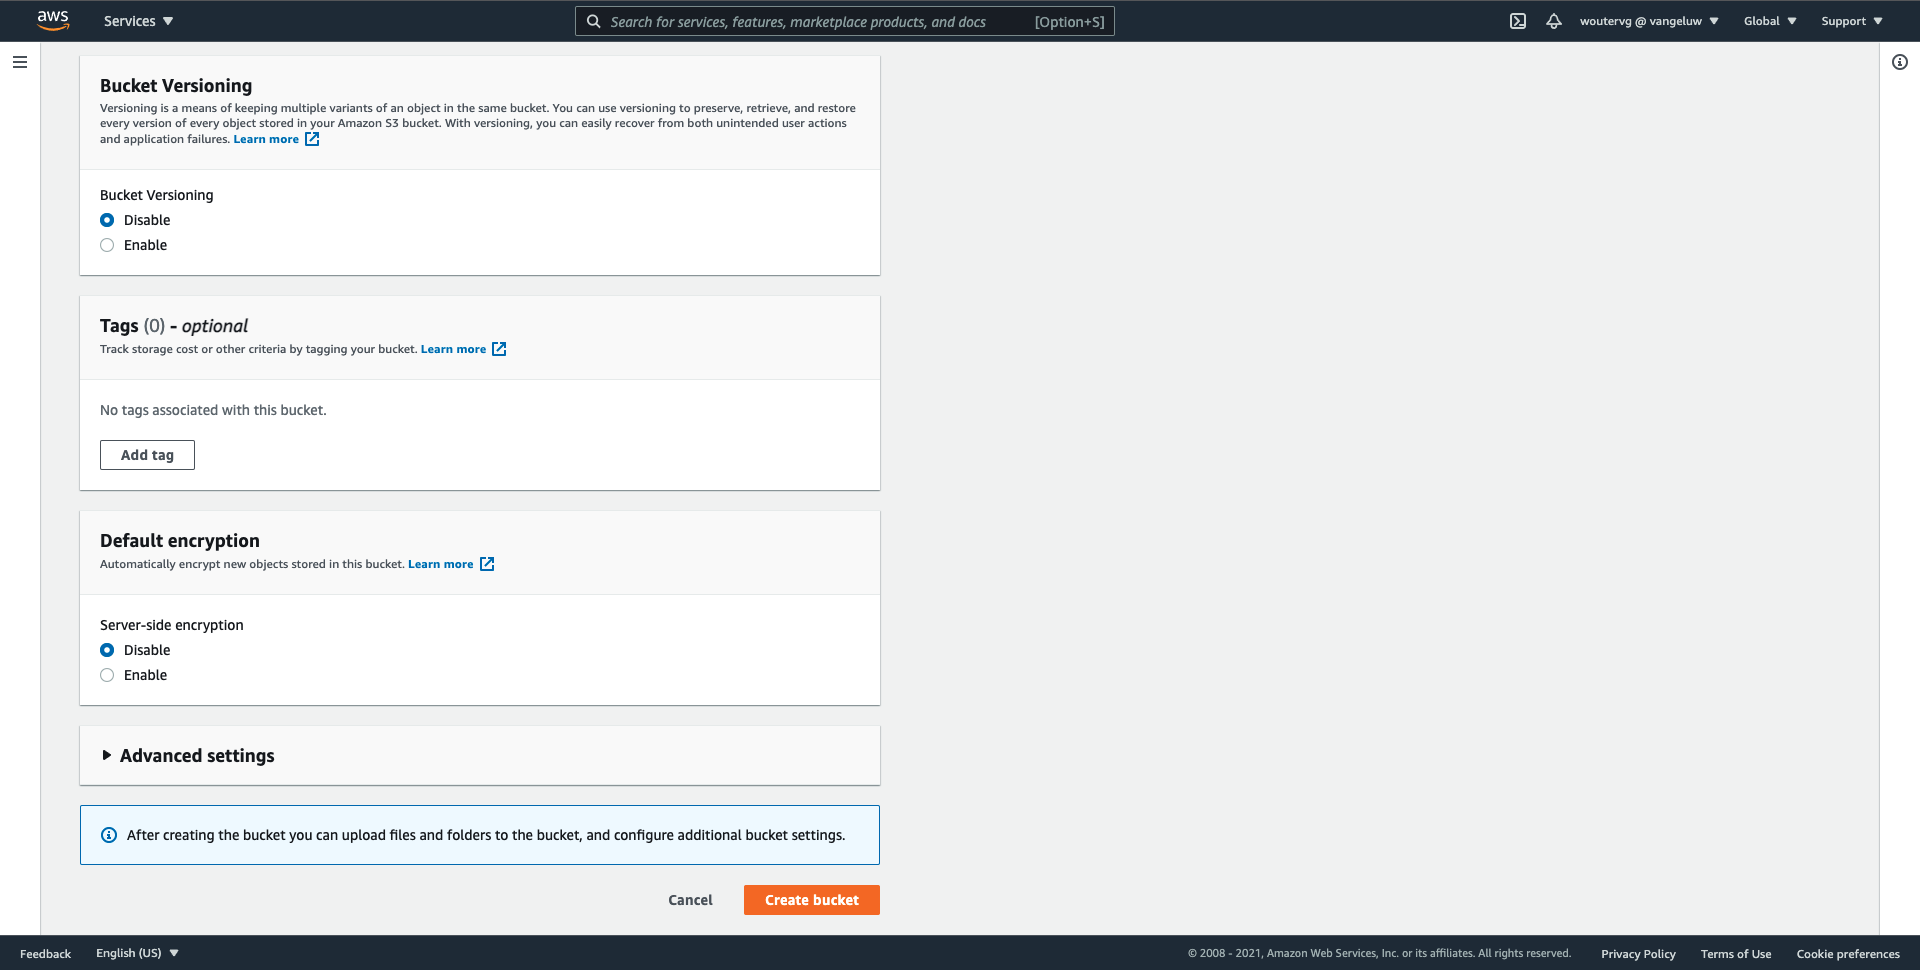 aws
Services
Search for services, features, marketplace products, and docs
[Option+S]
woutervg @ vangeluw
Global
Support
Bucket Versioning
Versioning is a means of keeping multiple variants of an object in the same bucket. You can use versioning to preserve, retrieve, and restore
every version of every object stored in your Amazon S3 bucket. With versioning, you can easily recover from both unintended user actions
and application failures. Learn more
Bucket Versioning
Disable
Enable
Tags (0) - optional
Track storage cost or other criteria by tagging your bucket. Learn more
No tags associated with this bucket.
Add tag
Default encryption
Automatically encrypt new objects stored in this bucket. Learn more
Server-side encryption
Disable
Enable
Advanced settings
After creating the bucket you can upload files and folders to the bucket, and configure additional bucket settings.
Cancel
Create bucket
Feedback
English (US)
© 2008 - 2021, Amazon Web Services, Inc. or its affiliates. All rights reserved.
Privacy Policy
Terms of Use
Cookie preferences